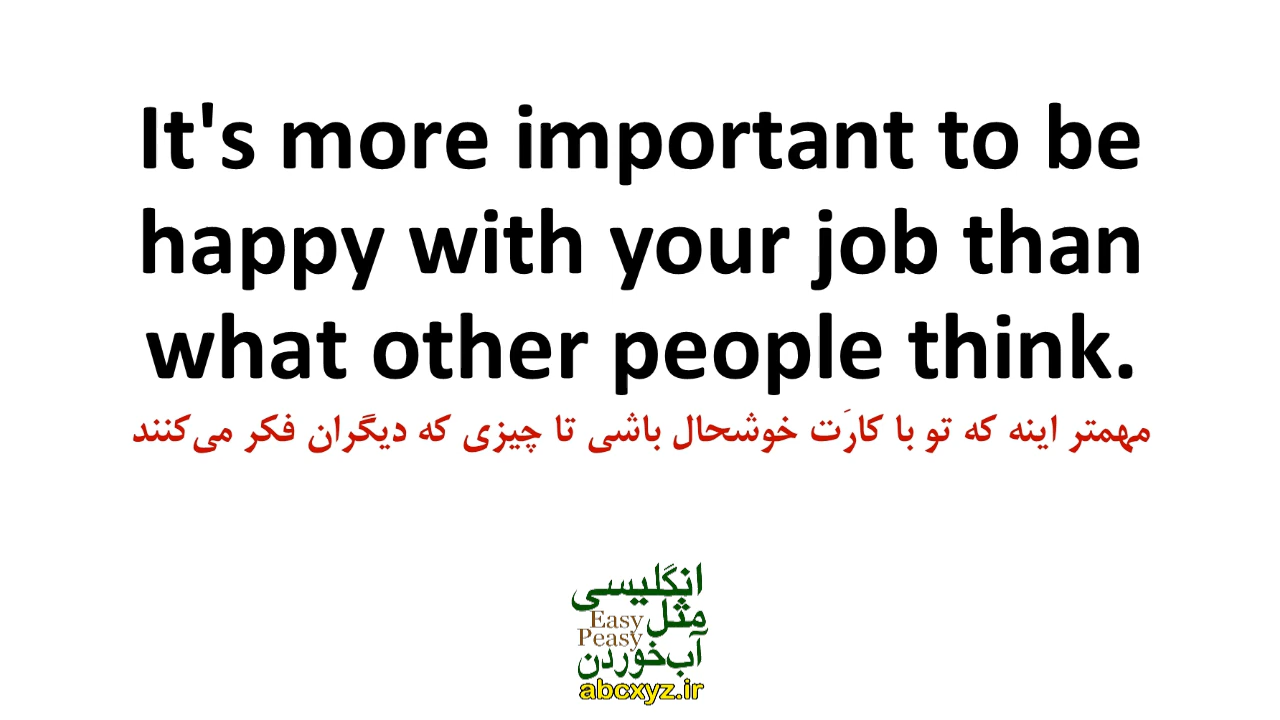 It's more important to be
happy with your job than
what other people think.
مهمتر اینه که تو با کارَت خوشحال باشی تا چیزی که دیگران فکر می‌کنند
انگلیسی
مثل
Easy
Peasy
آب‌خوردن
abcxyz.ir